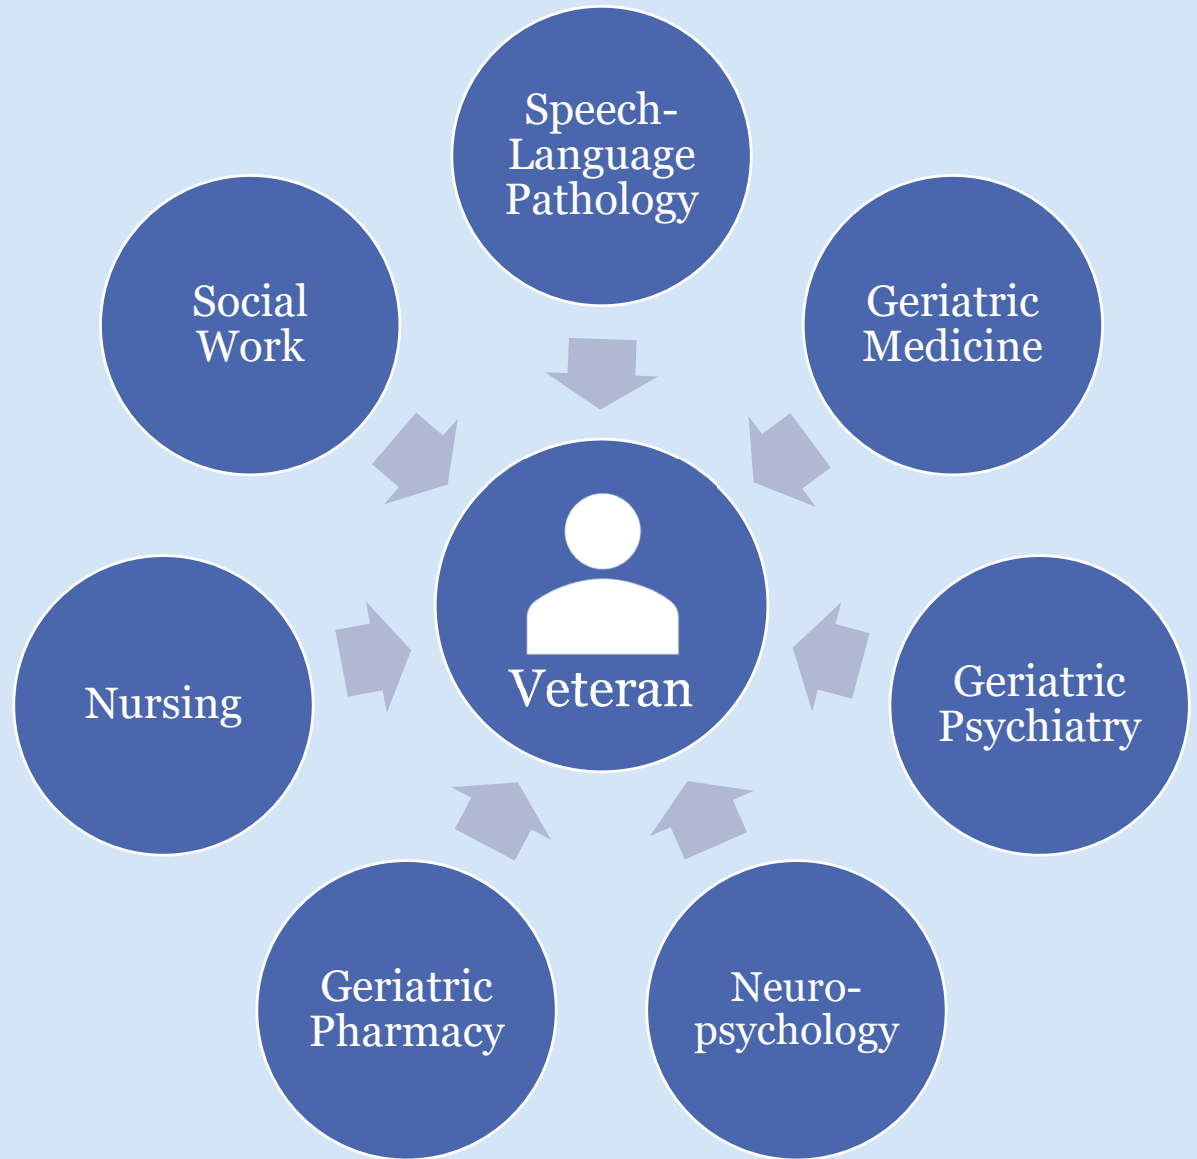 Speech-
Language
Pathology
Social
Work
Geriatric
Medicine
Nursing
Veteran
Geriatric
Psychiatry
Geriatric
Pharmacy
Neuro-
psychology